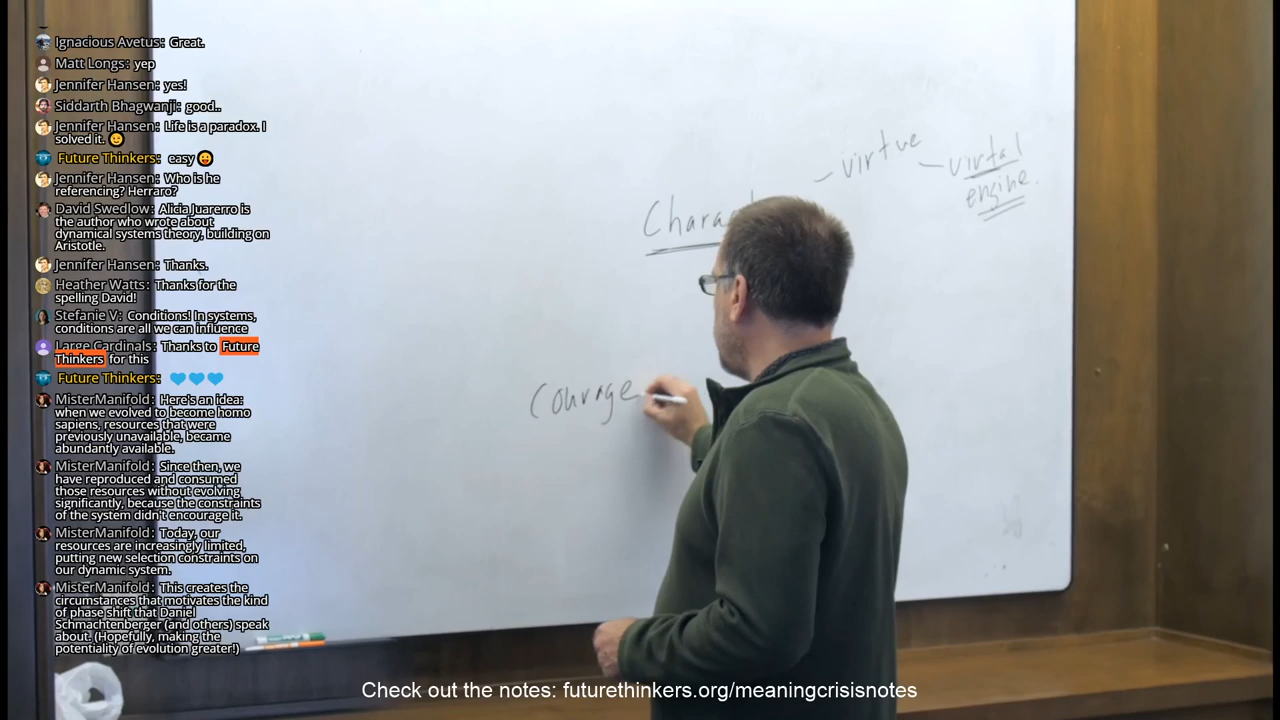 Ignacious Avetus: Great.
Matt Longs: yep
Jennifer Hansen: yes!
Siddarth Bhagwanji: good..
Jennifer Hansen: Life is a paradox. I
solved it. 😉
Future Thinkers: easy 😛
Jennifer Hansen: Who is he
referencing? Herraro?
David Swedlow: Alicia Juarerro is
the author who wrote about
dynamical systems theory, building on
Aristotle.
Jennifer Hansen: Thanks.
Heather Watts: Thanks for the
spelling David!
Stefanie V: Conditions! In systems,
conditions are all we can influence
Large Cardinals: Thanks to Future
Thinkers for this
Future Thinkers: 💙💙💙
MisterManifold: Here's an idea:
when we evolved to become homo
sapiens, resources that were
previously unavailable, became
abundantly available.
MisterManifold: Since then, we
have reproduced and consumed
those resources without evolving
significantly, because the constraints
of the system didn't encourage it.
MisterManifold: Today, our
resources are increasingly limited,
putting new selection constraints on
our dynamic system.
MisterManifold: This creates the
circumstances that motivates the kind
of phase shift that Daniel
Schmachtenberger (and others) speak
about. (Hopefully, making the
potentiality of evolution greater!)
Charac
virtue
virtual
engine.
Courage
Check out the notes: futurethinkers.org/meaningcrisisnotes